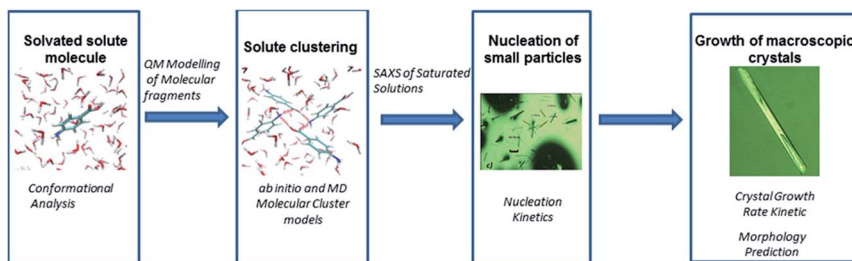 Solvated solute
molecule
Conformational
Analysis
QM Modelling
of Molecular
fragments
Solute clustering
ab initio and MD
Molecular Cluster
models
SAXS of Saturated
Solutions
Nucleation of
small particles
Nucleation
Kinetics
Growth of macroscopic
crystals
Crystal Growth
Rate Kinetic
Morphology
Prediction